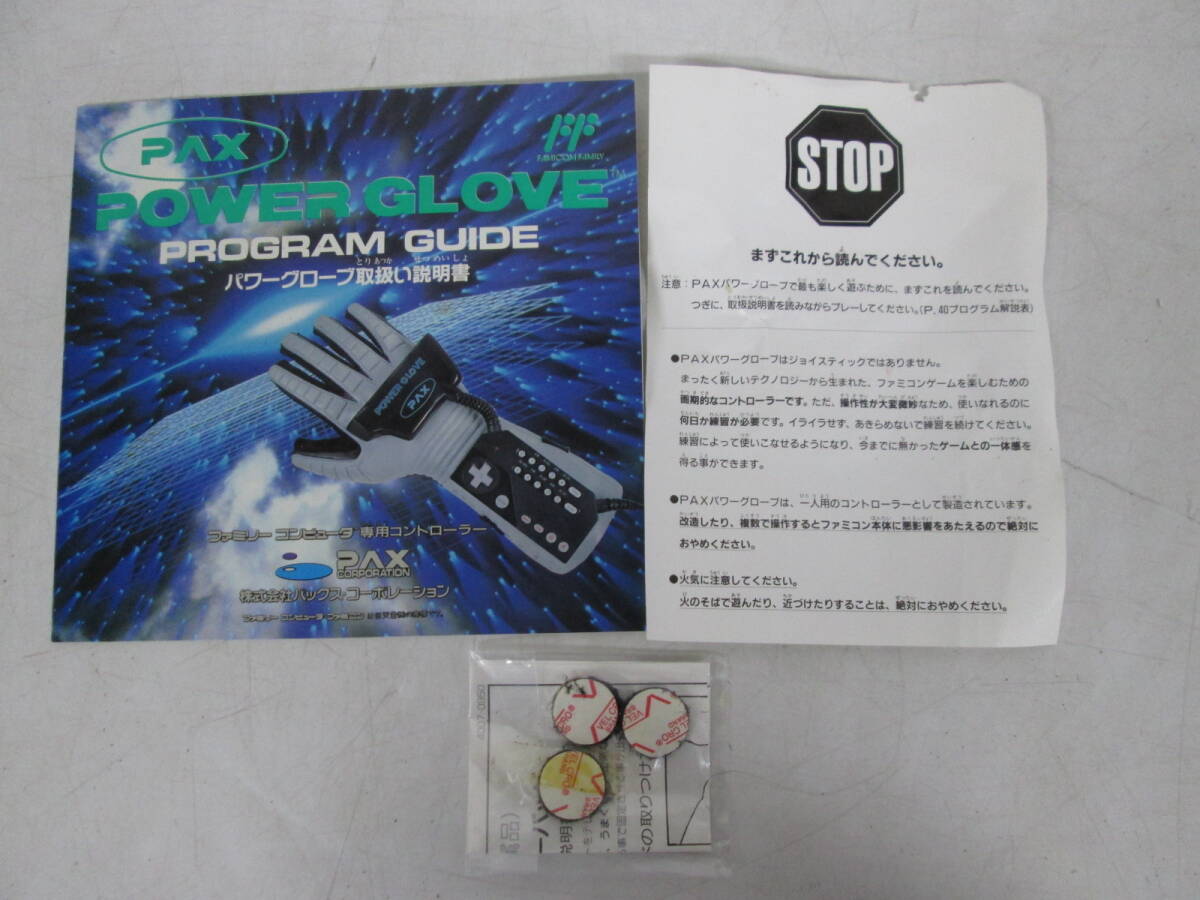 PAX
FF
FAMICOM FAMILY
POWER GLOVE™
PROGRAM GUIDE
パワーグローブ取扱い説明書
POWER GLOVE
PAX
ファミリーコンピュータ専用コントローラー
PAX
CORPORATION
株式会社パックス・コーポレーション
STOP
まずこれから読んでください。
注意：PAXパワーグローブで最も楽しく遊ぶために、まずこれを読んでください。
つぎに、取扱説明書を読みながらプレーしてください。(P.40プログラム解説表)
●PAXパワーグローブはジョイスティックではありません。
まったく新しいテクノロジーから生まれた、ファミコンゲームを楽しむための
画期的なコントローラーです。ただ、操作性が大変微妙なため、使いなれるのに
何日か練習が必要です。イライラせず、あきらめないで練習を続けてください。
練習によって使いこなせるようになり、今までに無かったゲームとの一体感を
得る事ができます。
●PAXパワーグローブは、一人用のコントローラーとして製造されています。
改造したり、複数で操作するとファミコン本体に悪影響をあたえるので絶対に
おやめください。
●火気に注意してください。
火のそばで遊んだり、近づけたりすることは、絶対におやめください。
VELCRO®
BRAND
VELCRO®
BRAND
VELCRO®
BRAND
の取りつけ